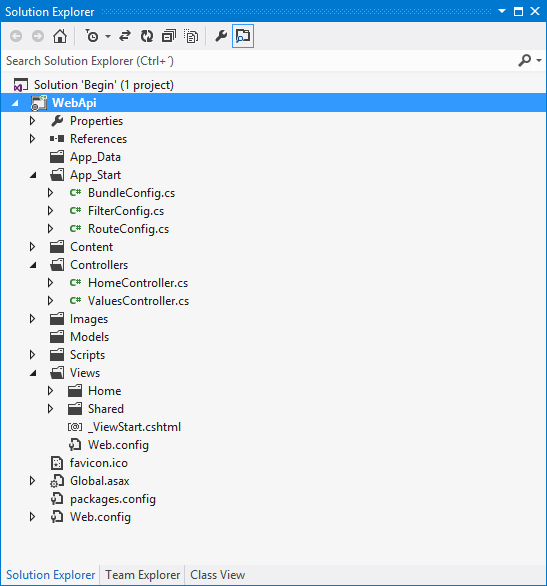 Solution Explorer
Search Solution Explorer (Ctrl+´)
Solution 'Begin' (1 project)
WebApi
Properties
References
App_Data
App_Start
C# BundleConfig.cs
C# FilterConfig.cs
C# RouteConfig.cs
Content
Controllers
C# HomeController.cs
C# ValuesController.cs
Images
Models
Scripts
Views
Home
Shared
[@] _ViewStart.cshtml
Web.config
favicon.ico
Global.asax
packages.config
Web.config
Solution Explorer Team Explorer Class View